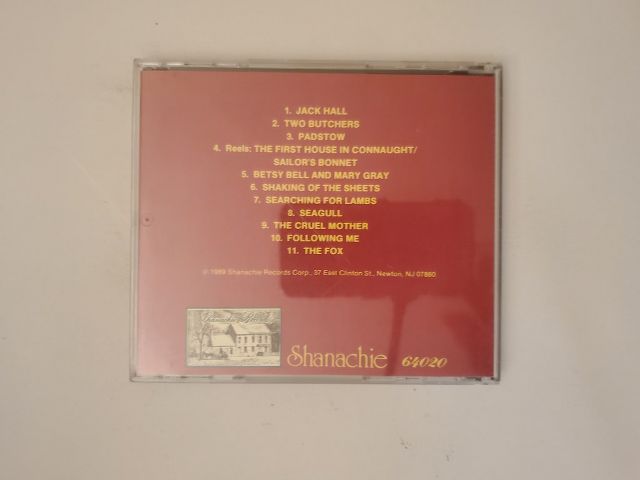 1. JACK HALL
2. TWO BUTCHERS
3. PADSTOW
4. Reels: THE FIRST HOUSE IN CONNAUGHT/
SAILOR'S BONNET
5. BETSY BELL AND MARY GRAY
6. SHAKING OF THE SHEETS
7. SEARCHING FOR LAMBS
8. SEAGULL
9. THE CRUEL MOTHER
10. FOLLOWING ME
11. THE FOX
℗ 1989 Shanachie Records Corp., 37 East Clinton St., Newton, NJ 07860
Shanachie 64020